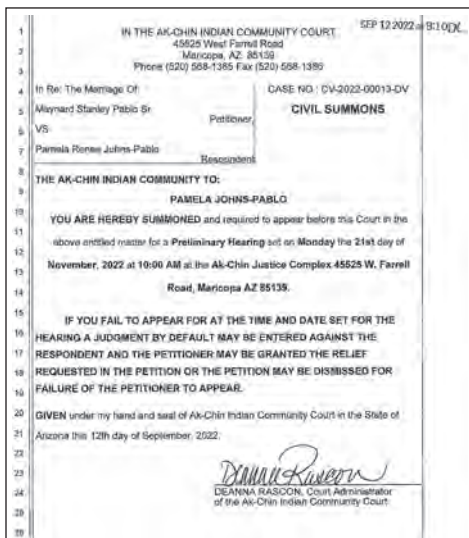 SEP 12 2022
IN THE AK-CHIN INDIAN COMMUNITY COURT
45525 West Farrell Road
Maricopa, AZ 85139
Phone (520) 568-1365 Fax (520) 568-1366
In Re: The Marriage Of:
CASE NO.: CV-2022-00013-DV
Maynard Stanley Pablo Sr.
Petitioner,
CIVIL SUMMONS
VS
Pamela Renee Johns-Pablo
Respondent
THE AK-CHIN INDIAN COMMUNITY TO:
PAMELA JOHNS-PABLO
YOU ARE HEREBY SUMMONED and required to appear before this Court in the
above entitled matter for a Preliminary Hearing set on Monday the 21st day of
November, 2022 at 10:00 AM at the Ak-Chin Justice Complex 45525 W. Farrell
Road, Maricopa AZ 85139.
IF YOU FAIL TO APPEAR FOR AT THE TIME AND DATE SET FOR THE
HEARING A JUDGMENT BY DEFAULT MAY BE ENTERED AGAINST THE
RESPONDENT AND THE PETITIONER MAY BE GRANTED THE RELIEF
REQUESTED IN THE PETITION OR THE PETITION MAY BE DISMISSED FOR
FAILURE OF THE PETITIONER TO APPEAR.
GIVEN under my hand and seal of Ak-Chin Indian Community Court in the State of
Arizona this 12th day of September, 2022.
Deanna Rascon
DEANNA RASCON, Court Administrator
of the Ak-Chin Indian Community Court